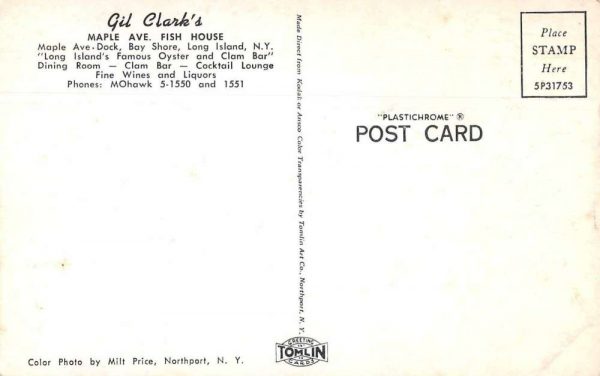 Gil Clark's
MAPLE AVE. FISH HOUSE
Maple Ave. Dock, Bay Shore, Long Island, N.Y.
"Long Island's Famous Oyster and Clam Bar"
Dining Room — Clam Bar — Cocktail Lounge
Fine Wines and Liquors
Phones: MOhawk 5-1550 and 1551
Made Direct from Kodak or Ansco Color Transparencies by Tomlin Art Co., Northport, N. Y.
Place
STAMP
Here
5P31753
"PLASTICHROME" ®
POST CARD
Color Photo by Milt Price, Northport, N. Y.
GREETING
TOMLIN
CARDS